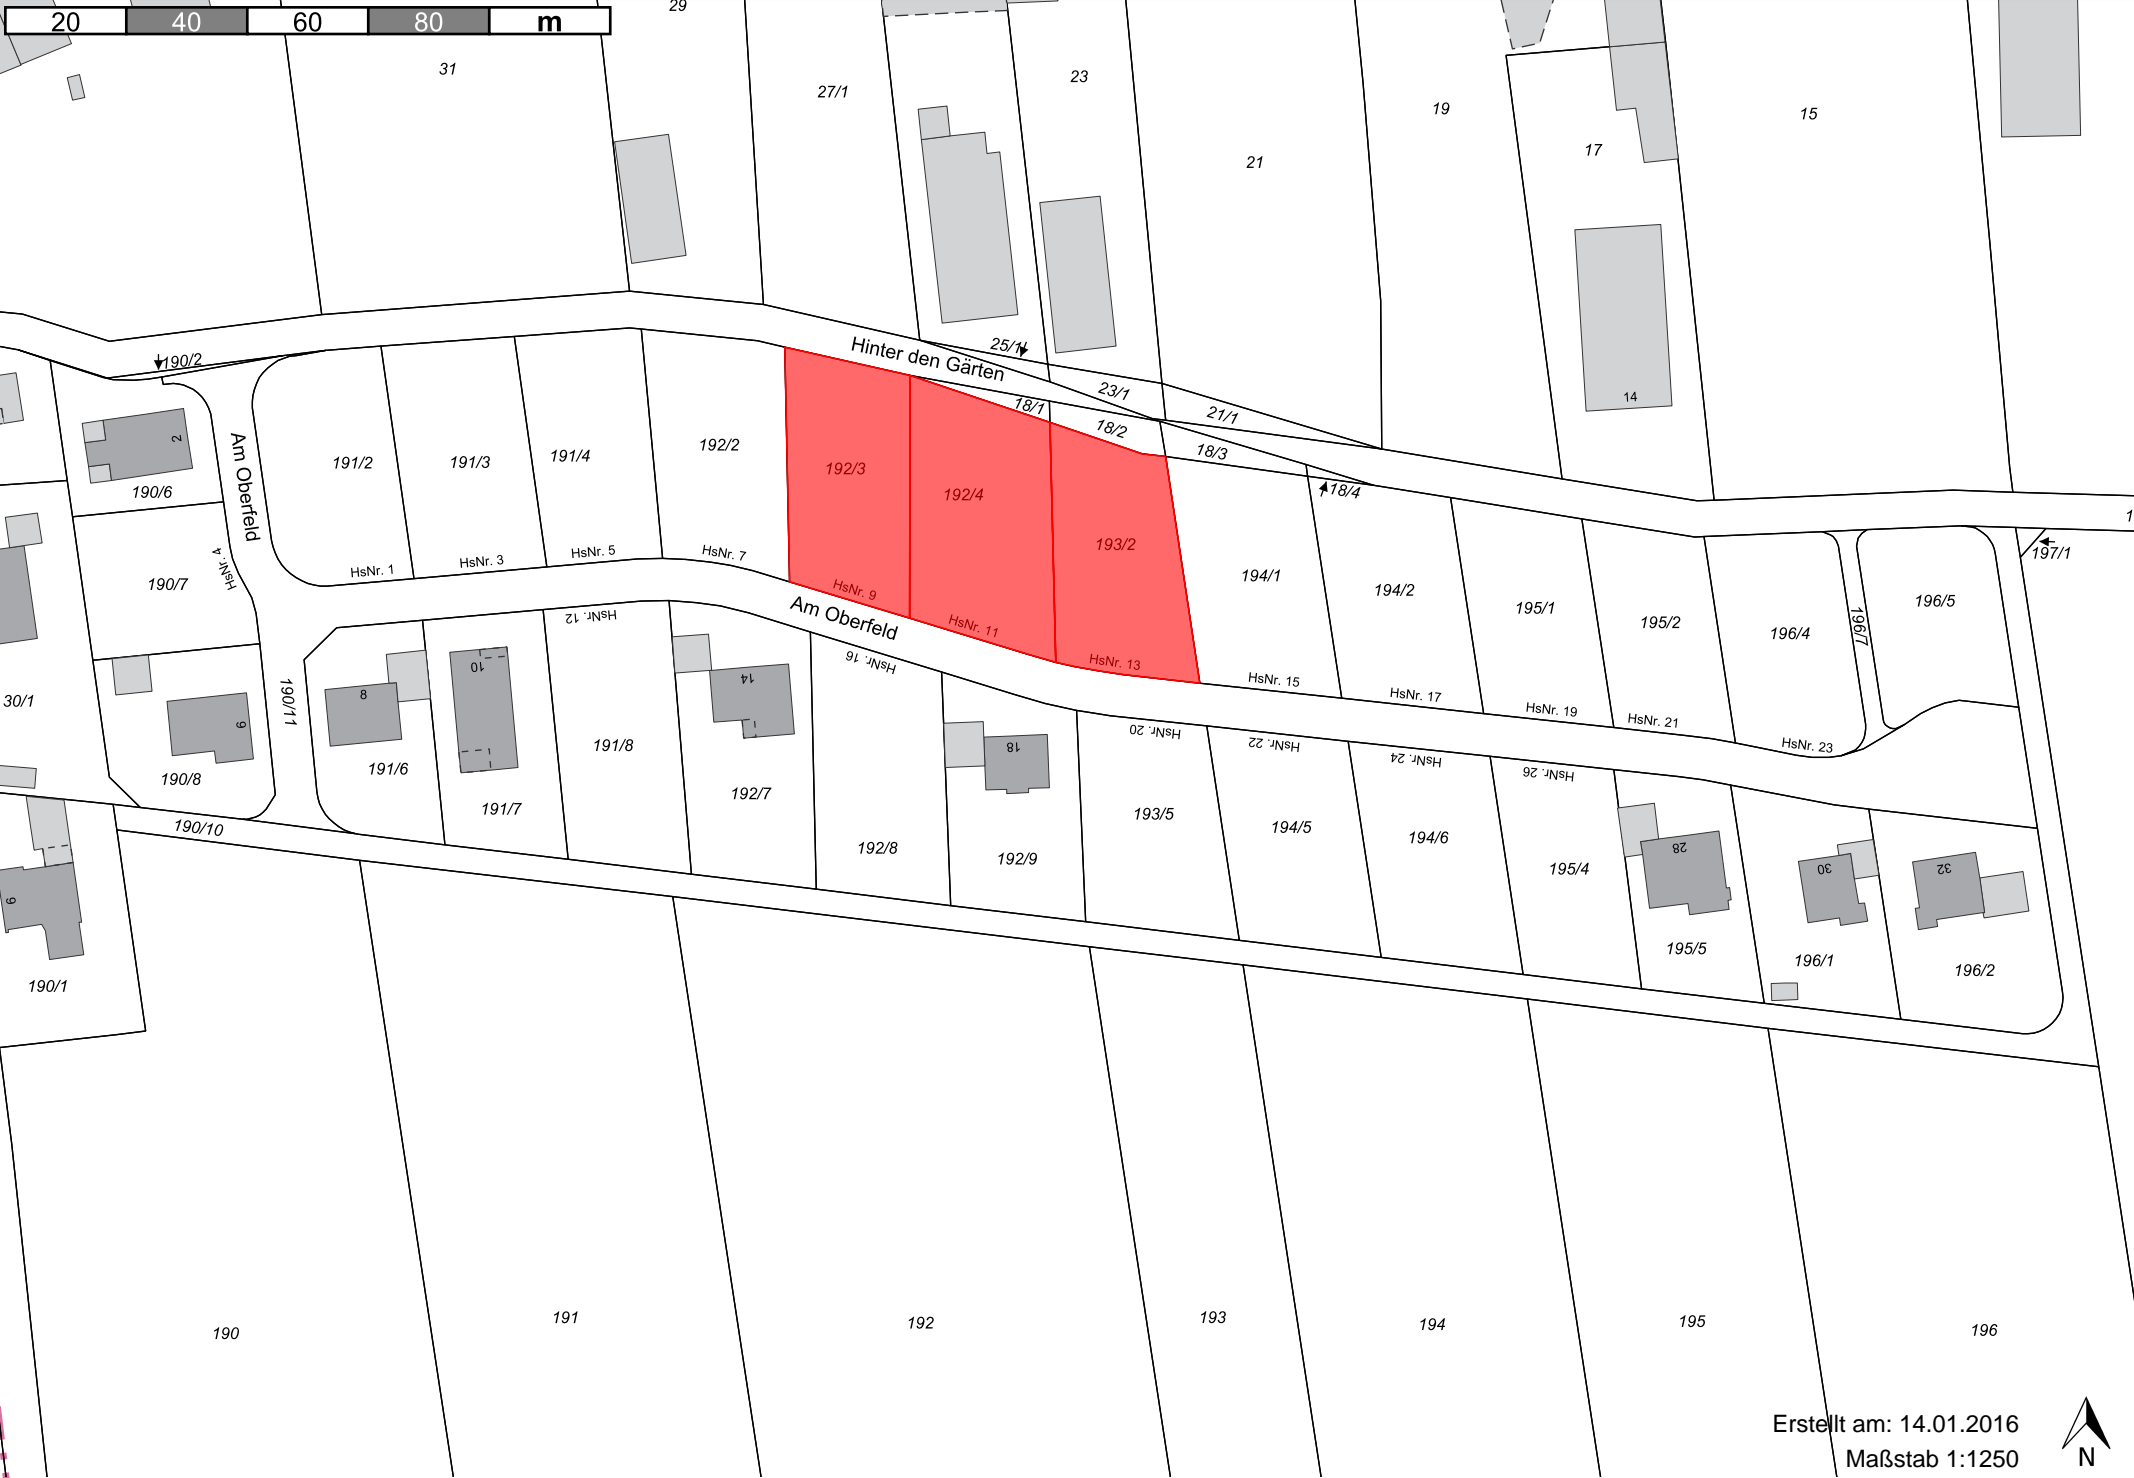 20 40 60 80 m
29
31
27/1
23
21
19
17
15
14
Hinter den Gärten
25/1
23/1
21/1
18/1
18/2
18/3
18/4
190/2
2
190/6
Am Oberfeld
191/2
191/3
191/4
192/2
192/3
192/4
193/2
194/1
194/2
195/1
195/2
196/4
196/7
196/5
197/1
1
HsNr. 1
HsNr. 3
HsNr. 5
HsNr. 7
HsNr. 9
HsNr. 11
HsNr. 13
HsNr. 15
HsNr. 17
HsNr. 19
HsNr. 21
HsNr. 23
190/7
HsNr. 4
Am Oberfeld
HsNr. 12
HsNr. 16
HsNr. 20
HsNr. 22
HsNr. 24
HsNr. 26
30/1
190/8
6
190/11
8
191/6
10
191/7
191/8
14
192/7
192/8
18
192/9
193/5
194/5
194/6
195/4
28
195/5
30
196/1
32
196/2
190/10
190/1
190
191
192
193
194
195
196
Erstellt am: 14.01.2016
Maßstab 1:1250
N